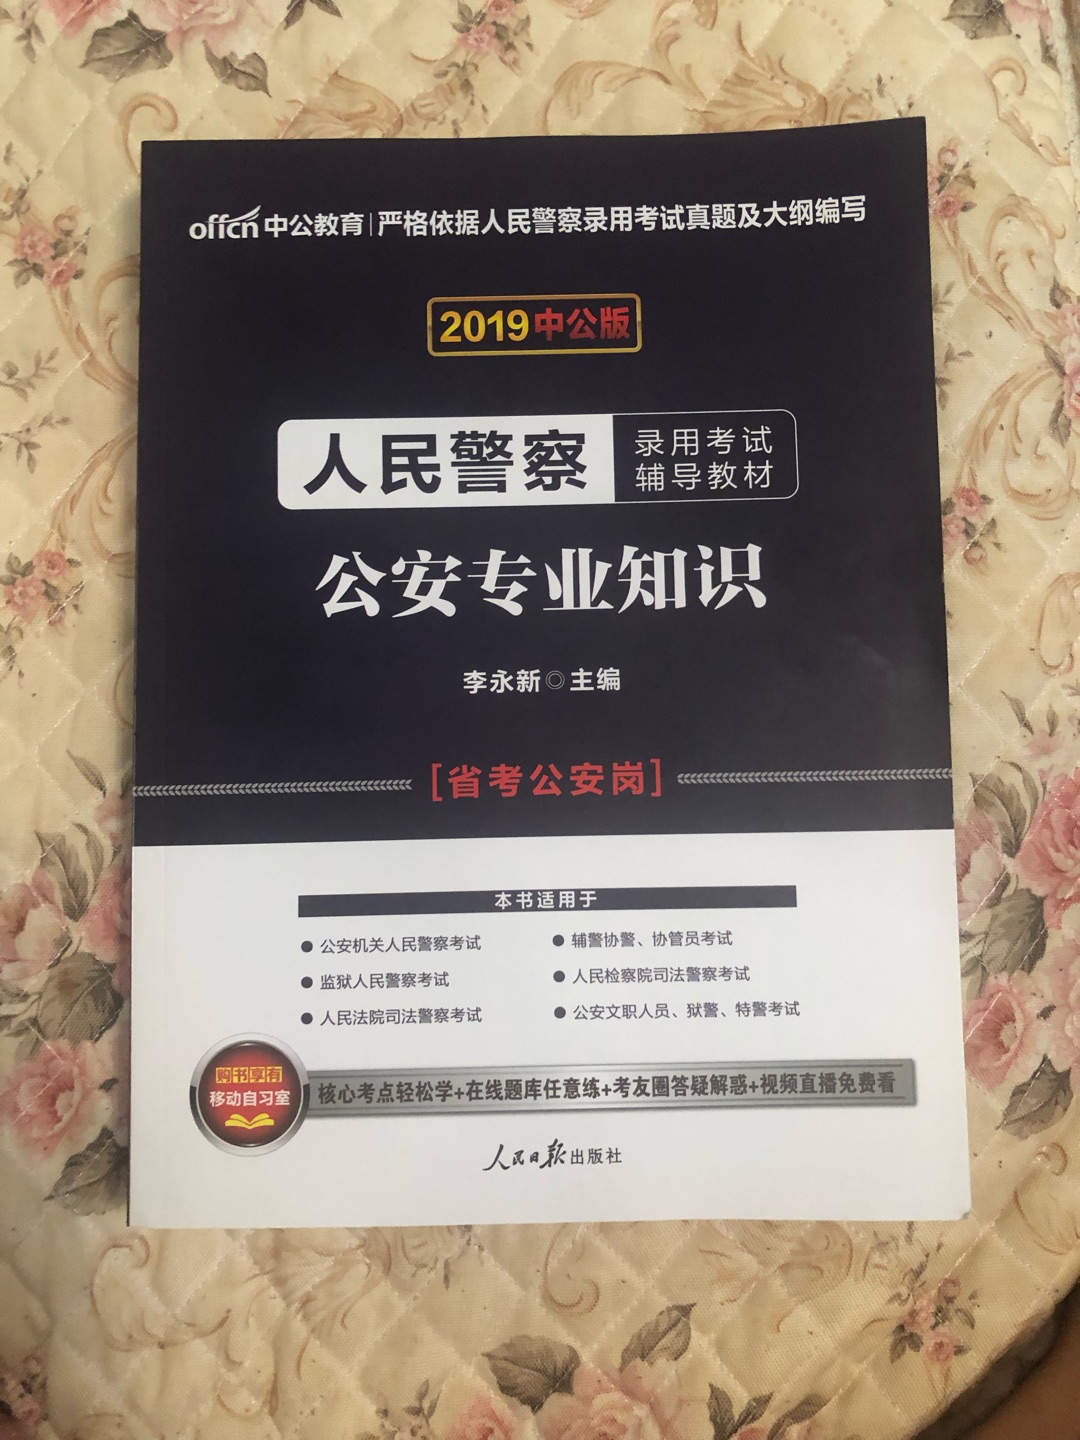 offcn中公教育|严格依据人民警察录用考试真题及大纲编写
2019中公版
人民警察
录用考试
辅导教材
公安专业知识
李永新◎主编
[省考公安岗]
本书适用于
●公安机关人民警察考试
●辅警协警、协管员考试
●监狱人民警察考试
●人民检察院司法警察考试
●人民法院司法警察考试
●公安文职人员、狱警、特警考试
购书享有
移动自习室
核心考点轻松学+在线题库任意练+考友圈答疑解惑+视频直播免费看
人民日报出版社